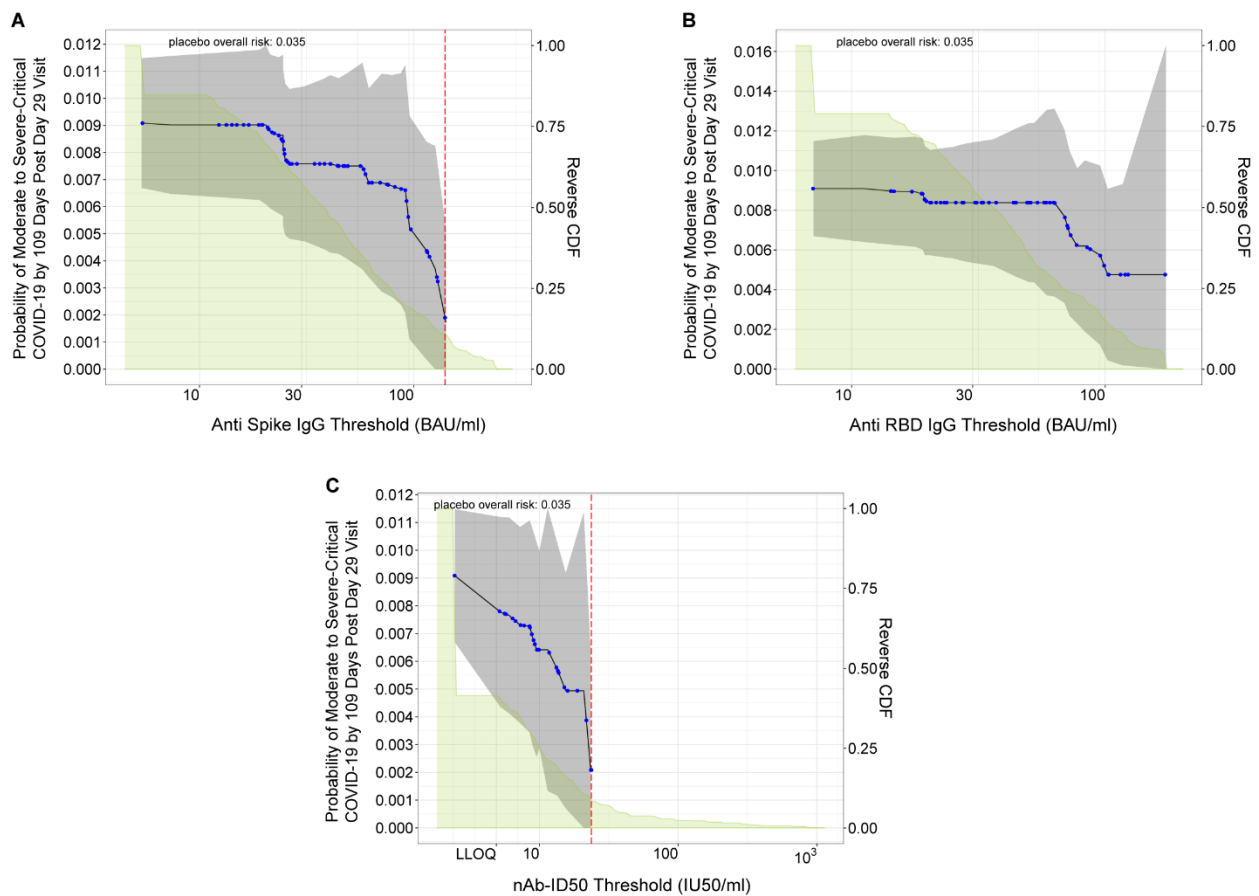 A
placebo overall risk: 0.035
Probability of Moderate to Severe-Critical
COVID-19 by 109 Days Post Day 29 Visit
0.012
0.011
0.010
0.009
0.008
0.007
0.006
0.005
0.004
0.003
0.002
0.001
0.000
1.00
0.75
0.50
0.25
0.00
Reverse CDF
10 30 100
Anti Spike IgG Threshold (BAU/ml)
B
placebo overall risk: 0.035
Probability of Moderate to Severe-Critical
COVID-19 by 109 Days Post Day 29 Visit
0.016
0.014
0.012
0.010
0.008
0.006
0.004
0.002
0.000
1.00
0.75
0.50
0.25
0.00
Reverse CDF
10 30 100
Anti RBD IgG Threshold (BAU/ml)
C
placebo overall risk: 0.035
Probability of Moderate to Severe-Critical
COVID-19 by 109 Days Post Day 29 Visit
0.012
0.011
0.010
0.009
0.008
0.007
0.006
0.005
0.004
0.003
0.002
0.001
0.000
1.00
0.75
0.50
0.25
0.00
Reverse CDF
LLOQ 10 100 10³
nAb-ID50 Threshold (IU50/ml)